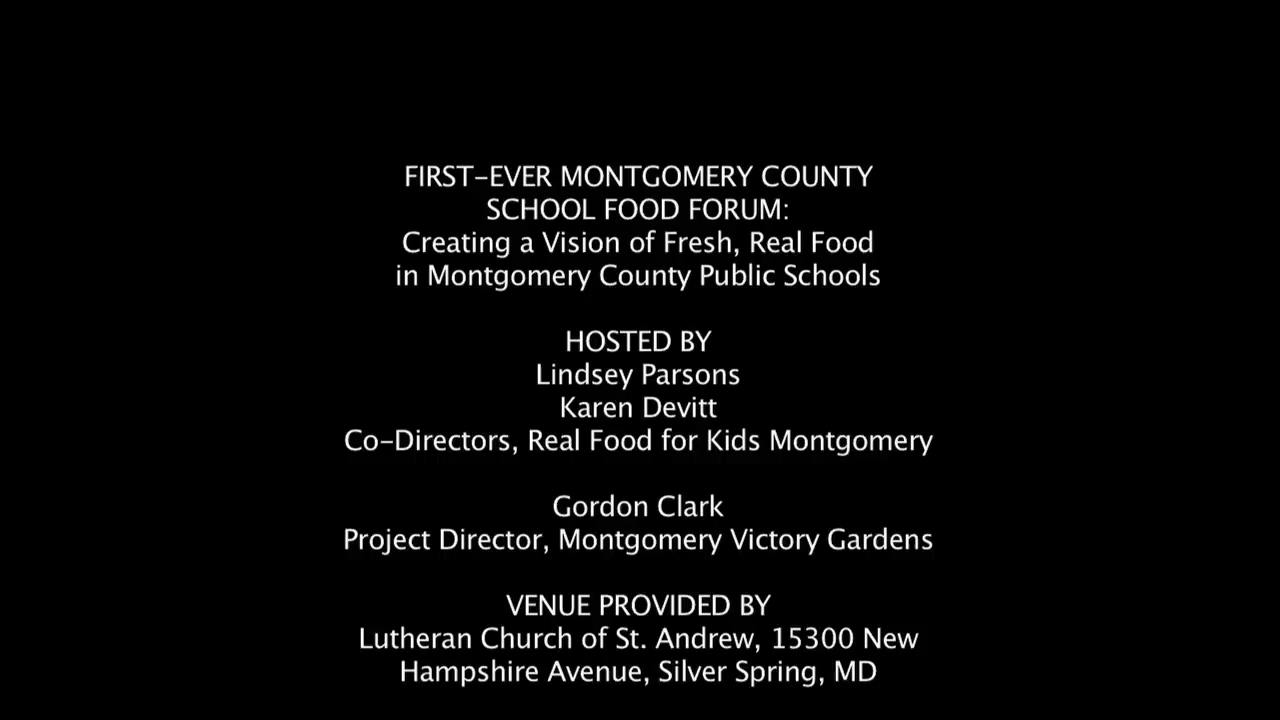 FIRST-EVER MONTGOMERY COUNTY
SCHOOL FOOD FORUM:
Creating a Vision of Fresh, Real Food
in Montgomery County Public Schools
HOSTED BY
Lindsey Parsons
Karen Devitt
Co-Directors, Real Food for Kids Montgomery
Gordon Clark
Project Director, Montgomery Victory Gardens
VENUE PROVIDED BY
Lutheran Church of St. Andrew, 15300 New
Hampshire Avenue, Silver Spring, MD